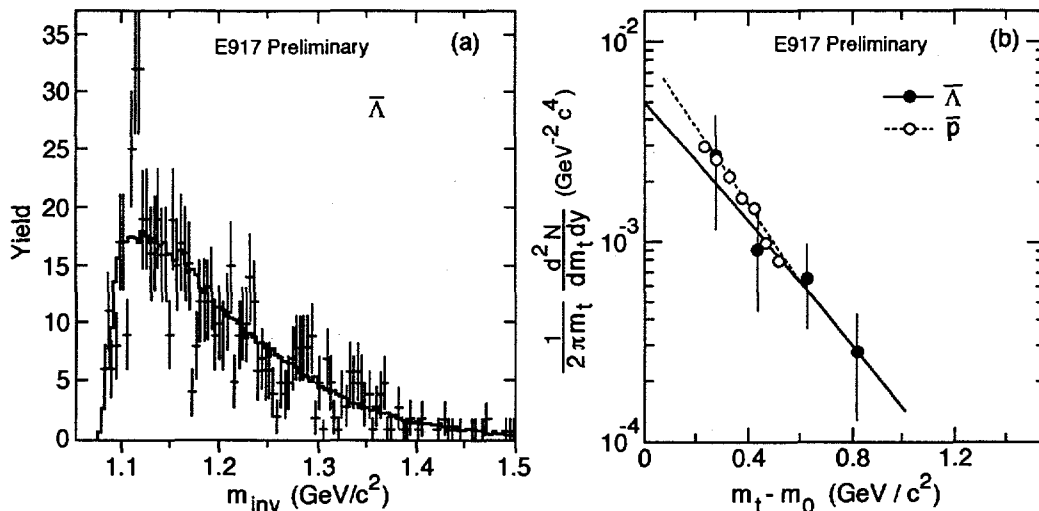 35
30
25
20
15
10
5
0
Yield
E917 Preliminary
(a)
Λ̅
1.1
1.2
1.3
1.4
1.5
m_inv (GeV/c²)
10⁻²
10⁻³
10⁻⁴
1/(2πm_t) d²N/(dm_t dy) (GeV⁻² c⁴)
E917 Preliminary
(b)
Λ̅
p̅
0
0.4
0.8
1.2
m_t - m_0 (GeV / c²)